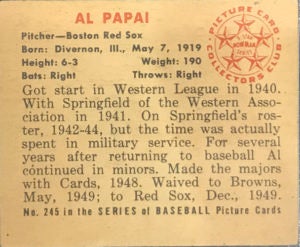 AL PAPAI
Pitcher—Boston Red Sox
Born: Divernon, Ill., May 7, 1919
Height: 6-3 Weight: 190
Bats: Right Throws: Right
PICTURE CARD
COLLECTORS CLUB
5 STAR
BOWMAN
SERIES
Got start in Western League in 1940.
With Springfield of the Western Asso-
ciation in 1941. On Springfield's ros-
ter, 1942-44, but the time was actually
spent in military service. For several
years after returning to baseball Al
continued in minors. Made the majors
with Cards, 1948. Waived to Browns,
May, 1949; to Red Sox, Dec., 1949.
No. 245 in the SERIES of BASEBALL Picture Cards